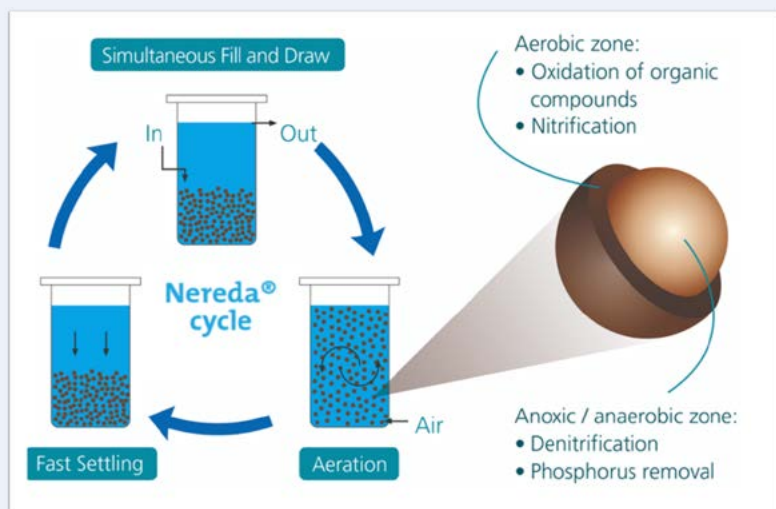 Simultaneous Fill and Draw
In
Out
Nereda®
cycle
Air
Fast Settling
Aeration
Aerobic zone:
• Oxidation of organic
compounds
• Nitrification
Anoxic / anaerobic zone:
• Denitrification
• Phosphorus removal